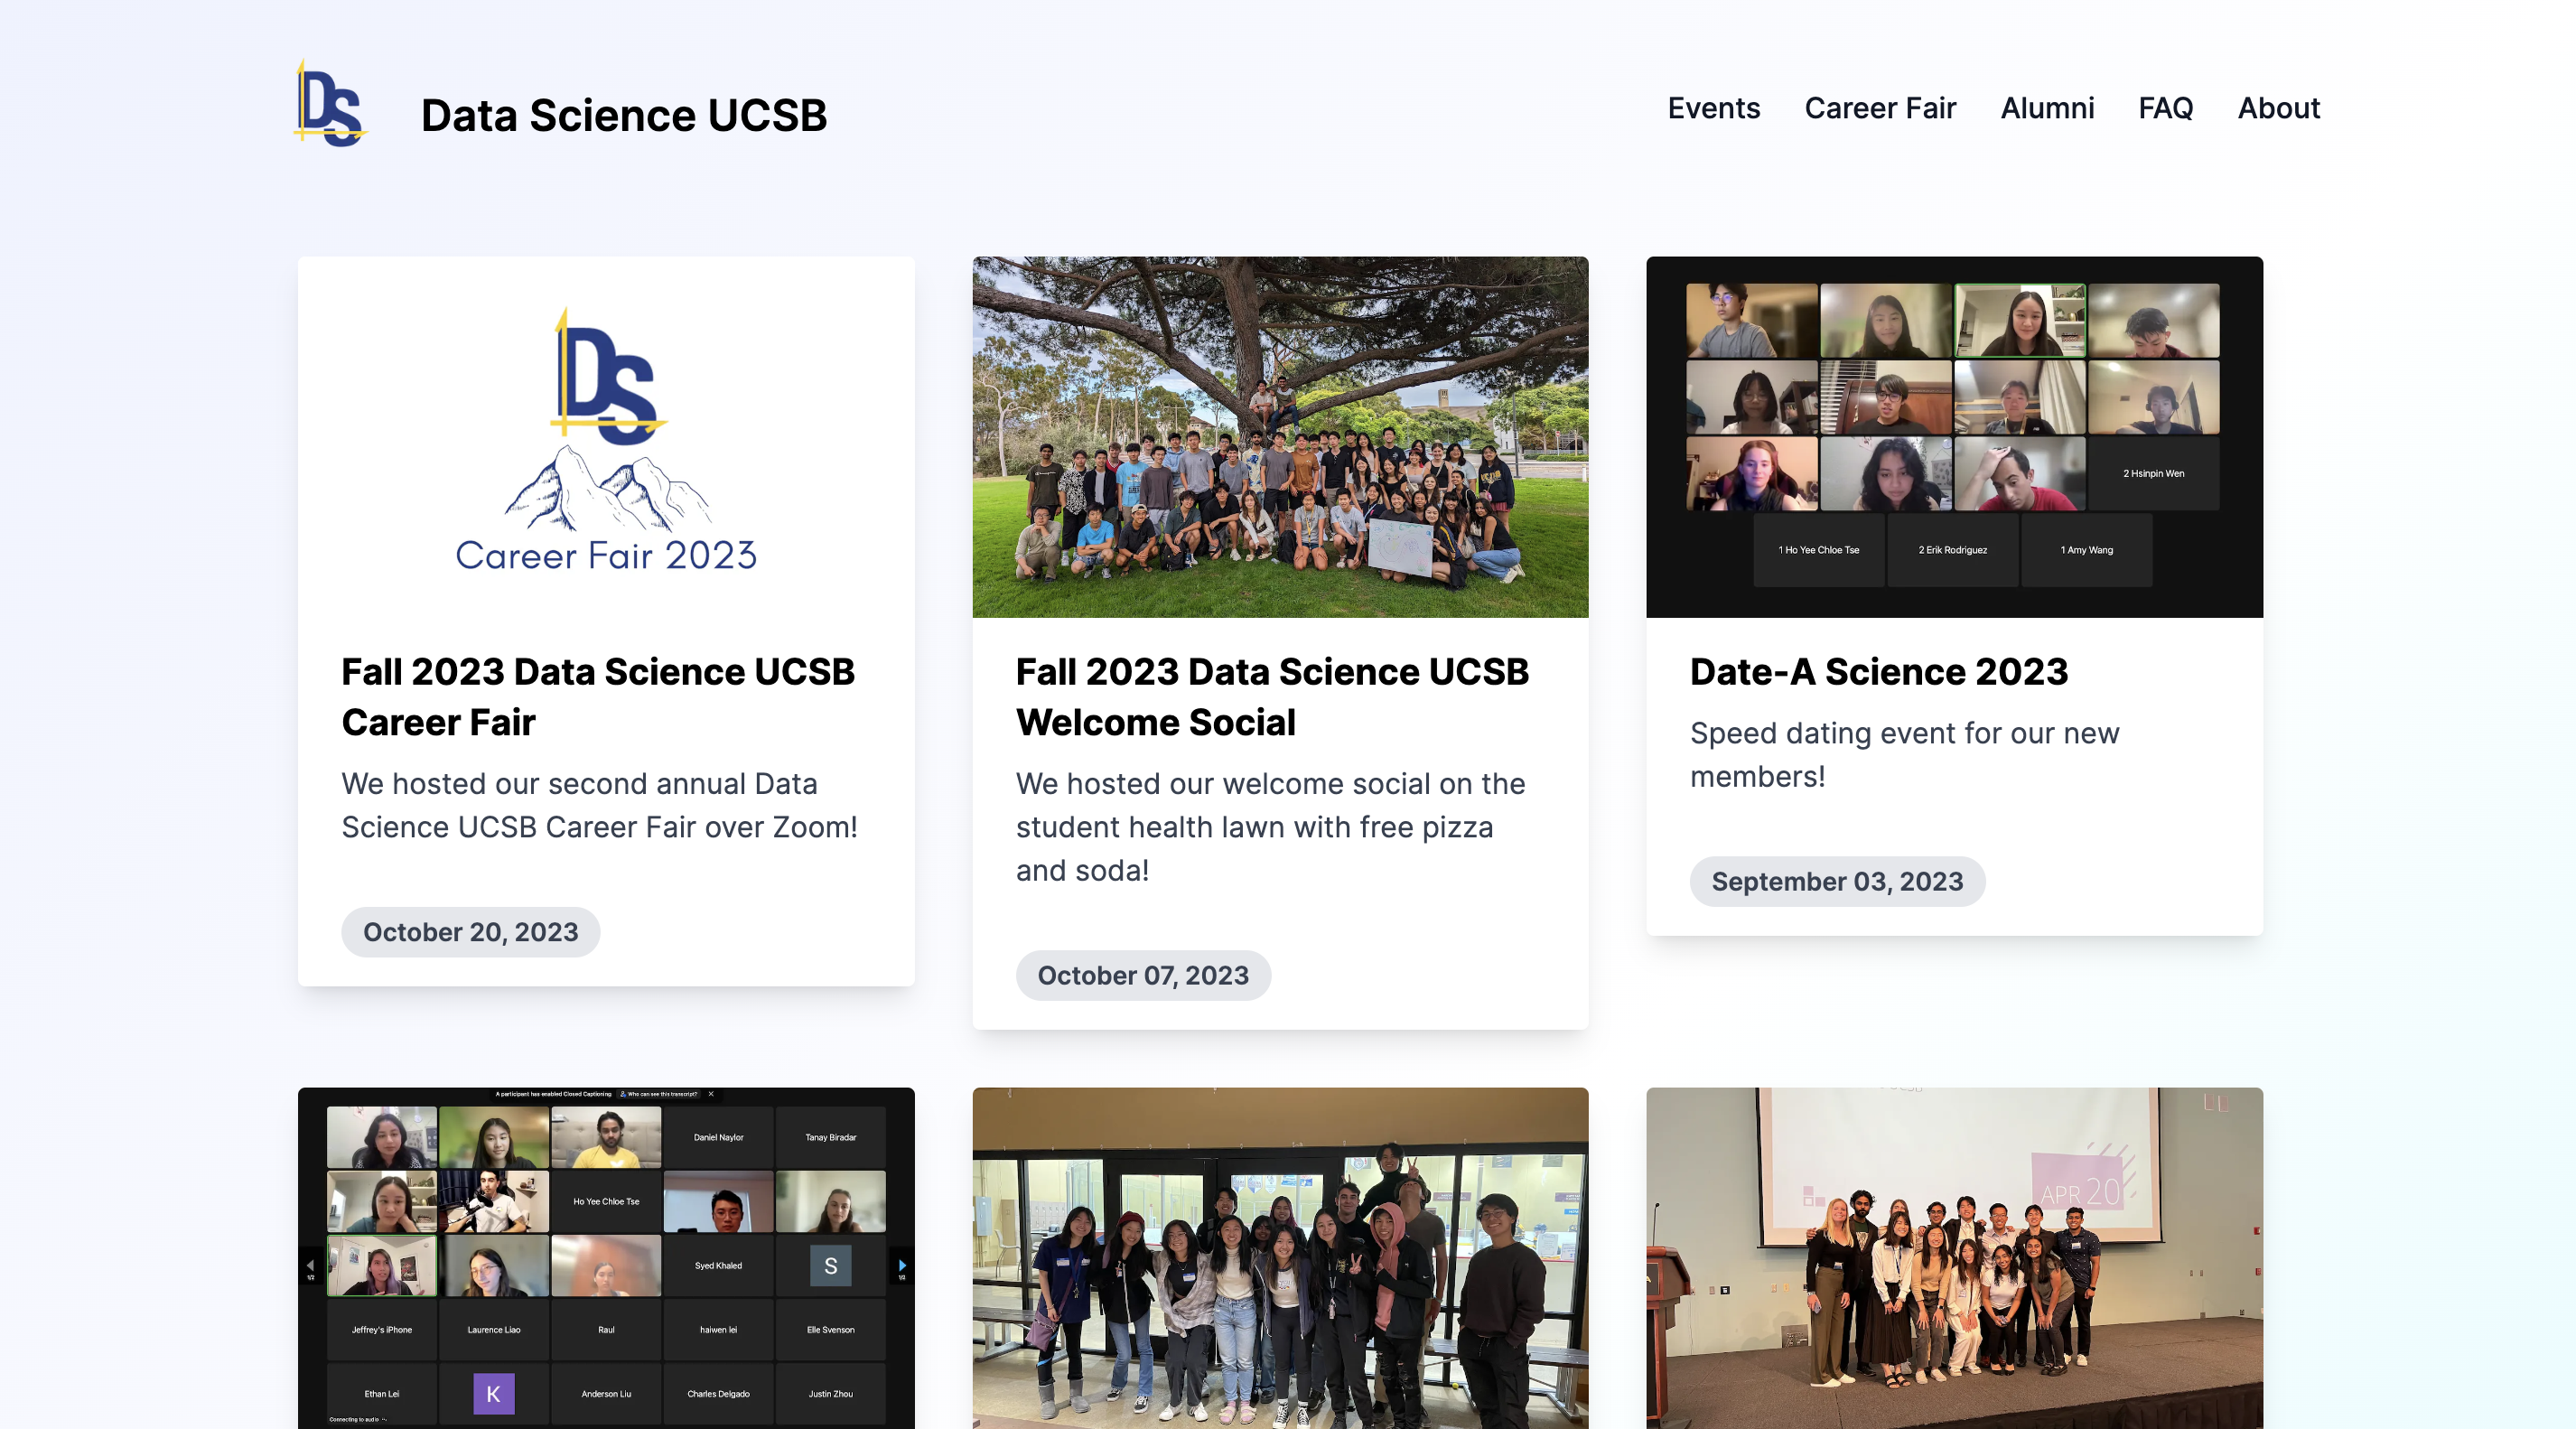 DS
Data Science UCSB
Events
Career Fair
Alumni
FAQ
About
DS
Career Fair 2023
Fall 2023 Data Science UCSB
Career Fair
We hosted our second annual Data
Science UCSB Career Fair over Zoom!
October 20, 2023
Fall 2023 Data Science UCSB
Welcome Social
We hosted our welcome social on the
student health lawn with free pizza
and soda!
October 07, 2023
2 Hsinpin Wen
1 Ho Yee Chloe Tse
2 Erik Rodriguez
1 Amy Wang
Date-A Science 2023
Speed dating event for our new
members!
September 03, 2023
A participant has enabled Closed Captioning
Who can see this transcript?
Daniel Naylor
Tanay Biradar
Ho Yee Chloe Tse
Syed Khaled
S
1/2
1/2
Jeffrey's iPhone
Laurence Liao
Raul
haiwen lei
Elle Svenson
Ethan Lei
K
Anderson Liu
Charles Delgado
Justin Zhou
Connecting to audio
APR 20